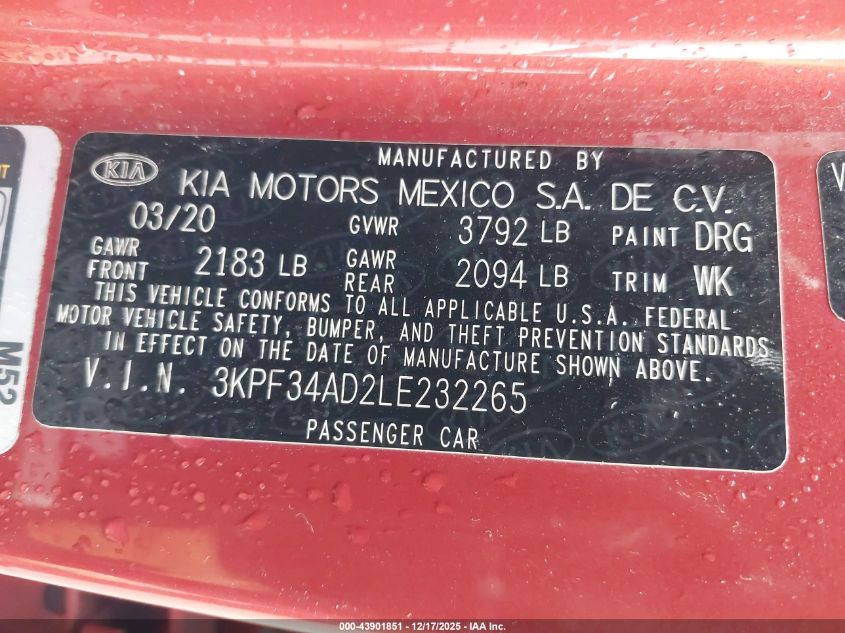 MANUFACTURED BY
KIA KIA MOTORS MEXICO S.A. DE C.V.
03/20 GVWR 3792 LB PAINT DRG
GAWR FRONT 2183 LB GAWR REAR 2094 LB TRIM WK
THIS VEHICLE CONFORMS TO ALL APPLICABLE U.S.A. FEDERAL
MOTOR VEHICLE SAFETY, BUMPER, AND THEFT PREVENTION STANDARDS
IN EFFECT ON THE DATE OF MANUFACTURE SHOWN ABOVE.
V.I.N. 3KPF34AD2LE232265
PASSENGER CAR
M52
000-43901851 - 12/17/2025 - IAA Inc.